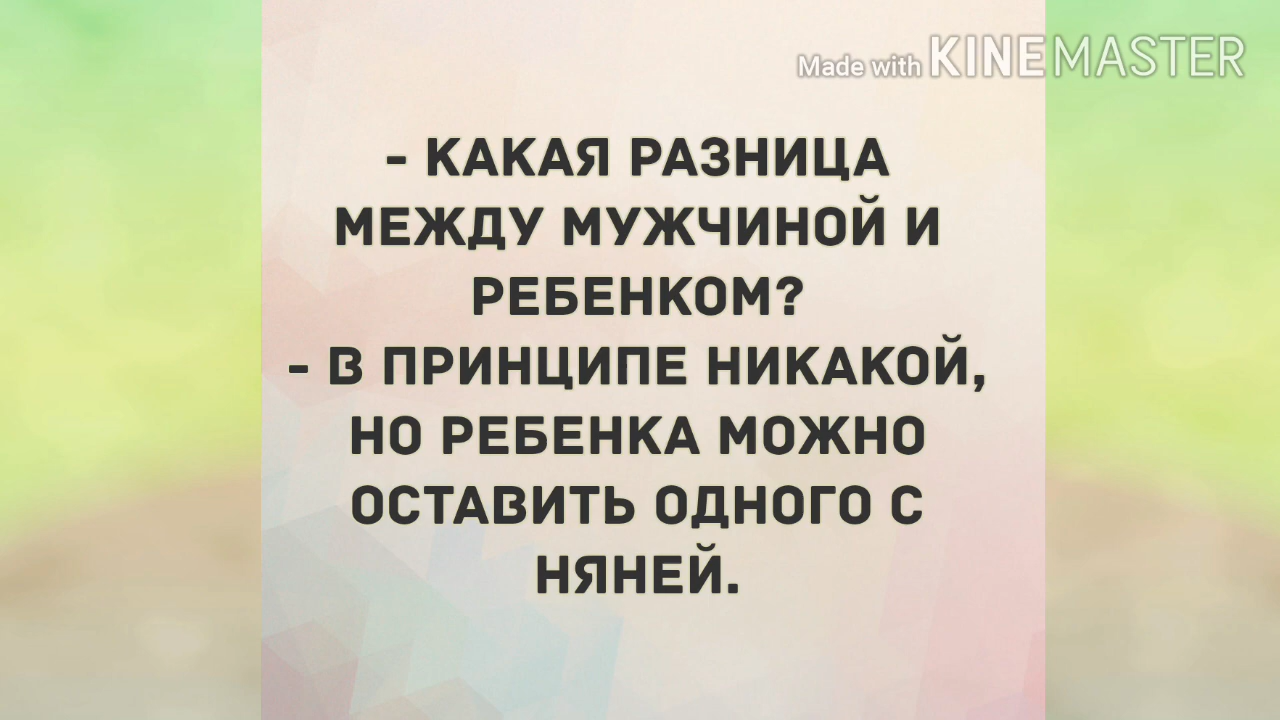 Made with KINEMASTER
- КАКАЯ РАЗНИЦА
МЕЖДУ МУЖЧИНОЙ И
РЕБЕНКОМ?
- В ПРИНЦИПЕ НИКАКОЙ,
НО РЕБЕНКА МОЖНО
ОСТАВИТЬ ОДНОГО С
НЯНЕЙ.